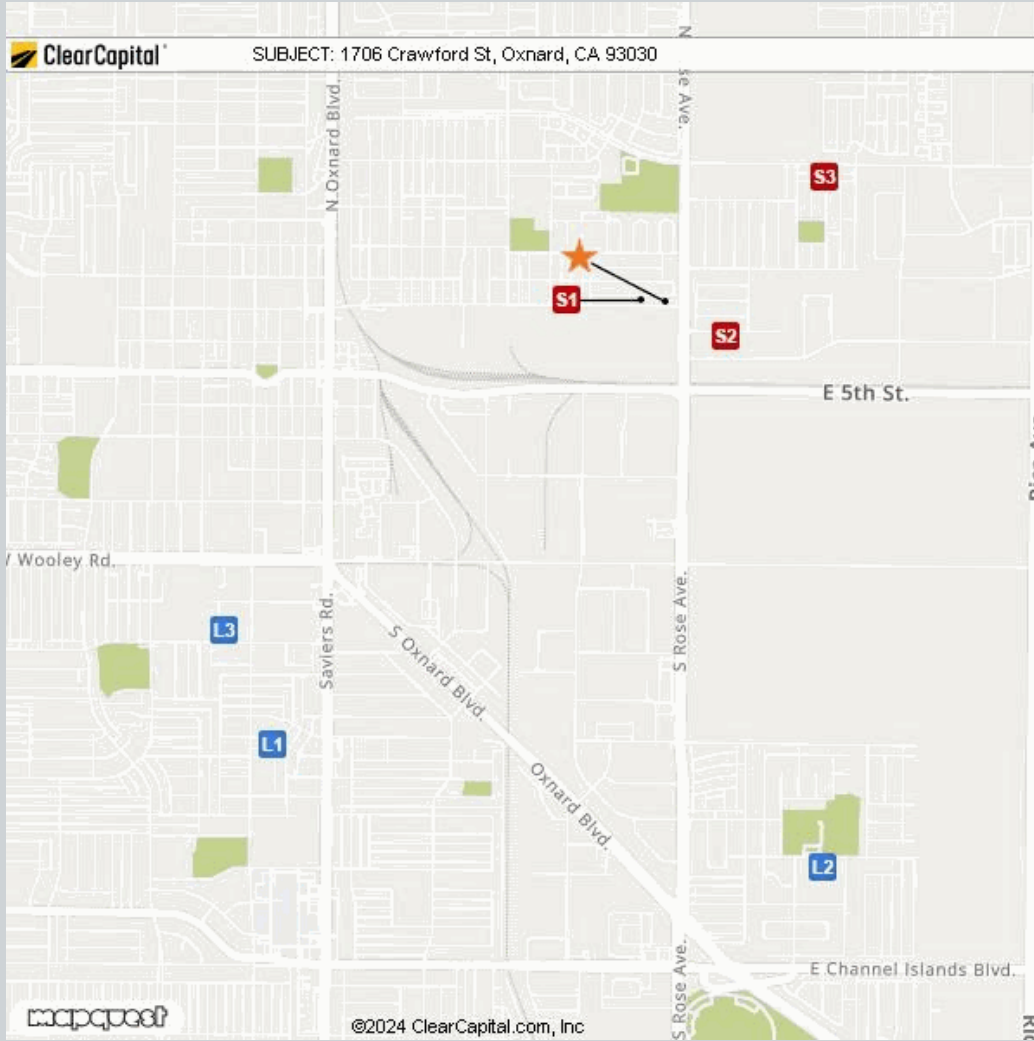 ClearCapital
SUBJECT: 1706 Crawford St, Oxnard, CA 93030
N
se Ave.
N Oxnard Blvd.
S3
S1
S2
E 5th St.
Wooley Rd.
L3
Saviers Rd.
S Oxnard Blvd.
S Rose Ave.
L1
Oxnard Blvd.
L2
S Rose Ave.
E Channel Islands Blvd.
mapquest
©2024 ClearCapital.com, Inc